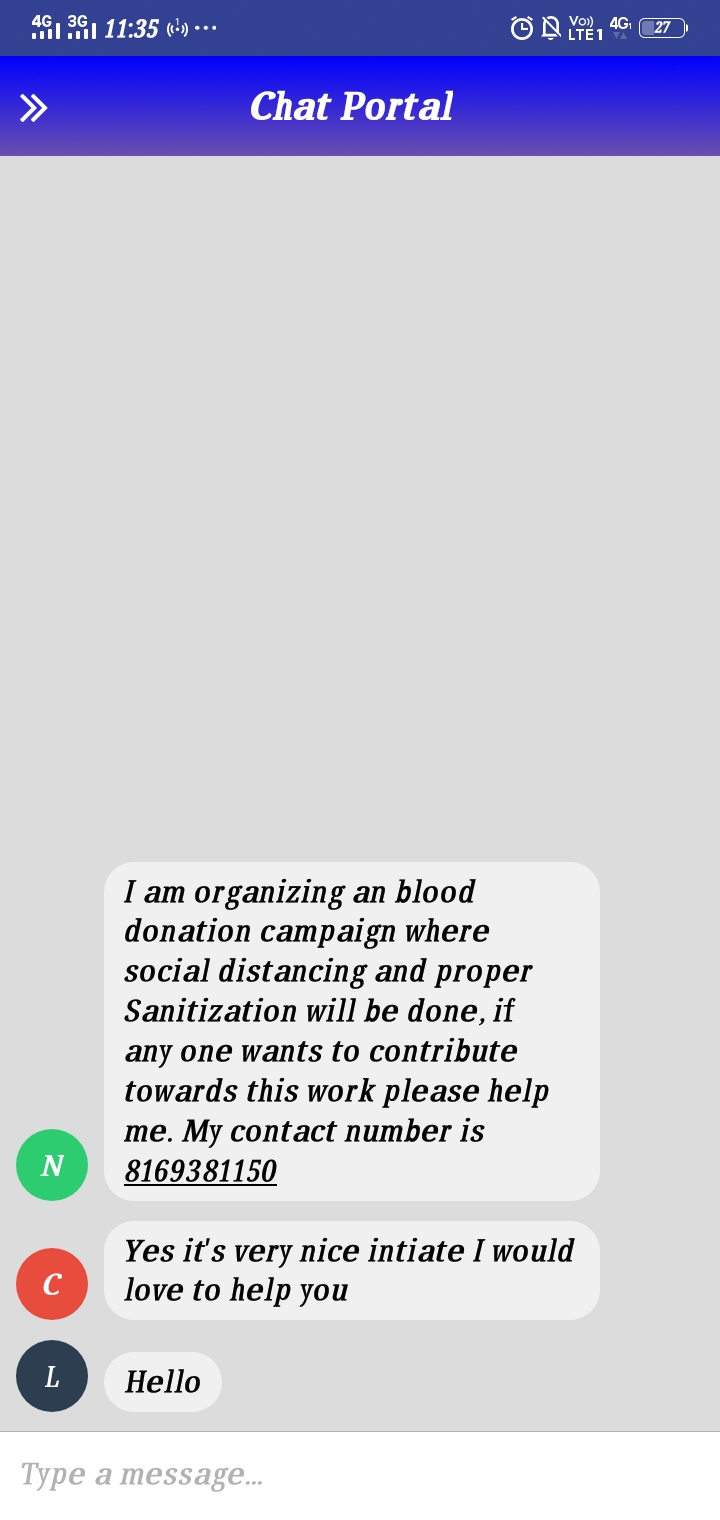 4G 3G 11:35 Vo)) LTE1 4G 27
Chat Portal
I am organizing an blood
donation campaign where
social distancing and proper
Sanitization will be done, if
any one wants to contribute
towards this work please help
me. My contact number is
8169381150
N
Yes it's very nice intiate I would
love to help you
C
L
Hello
Type a message...